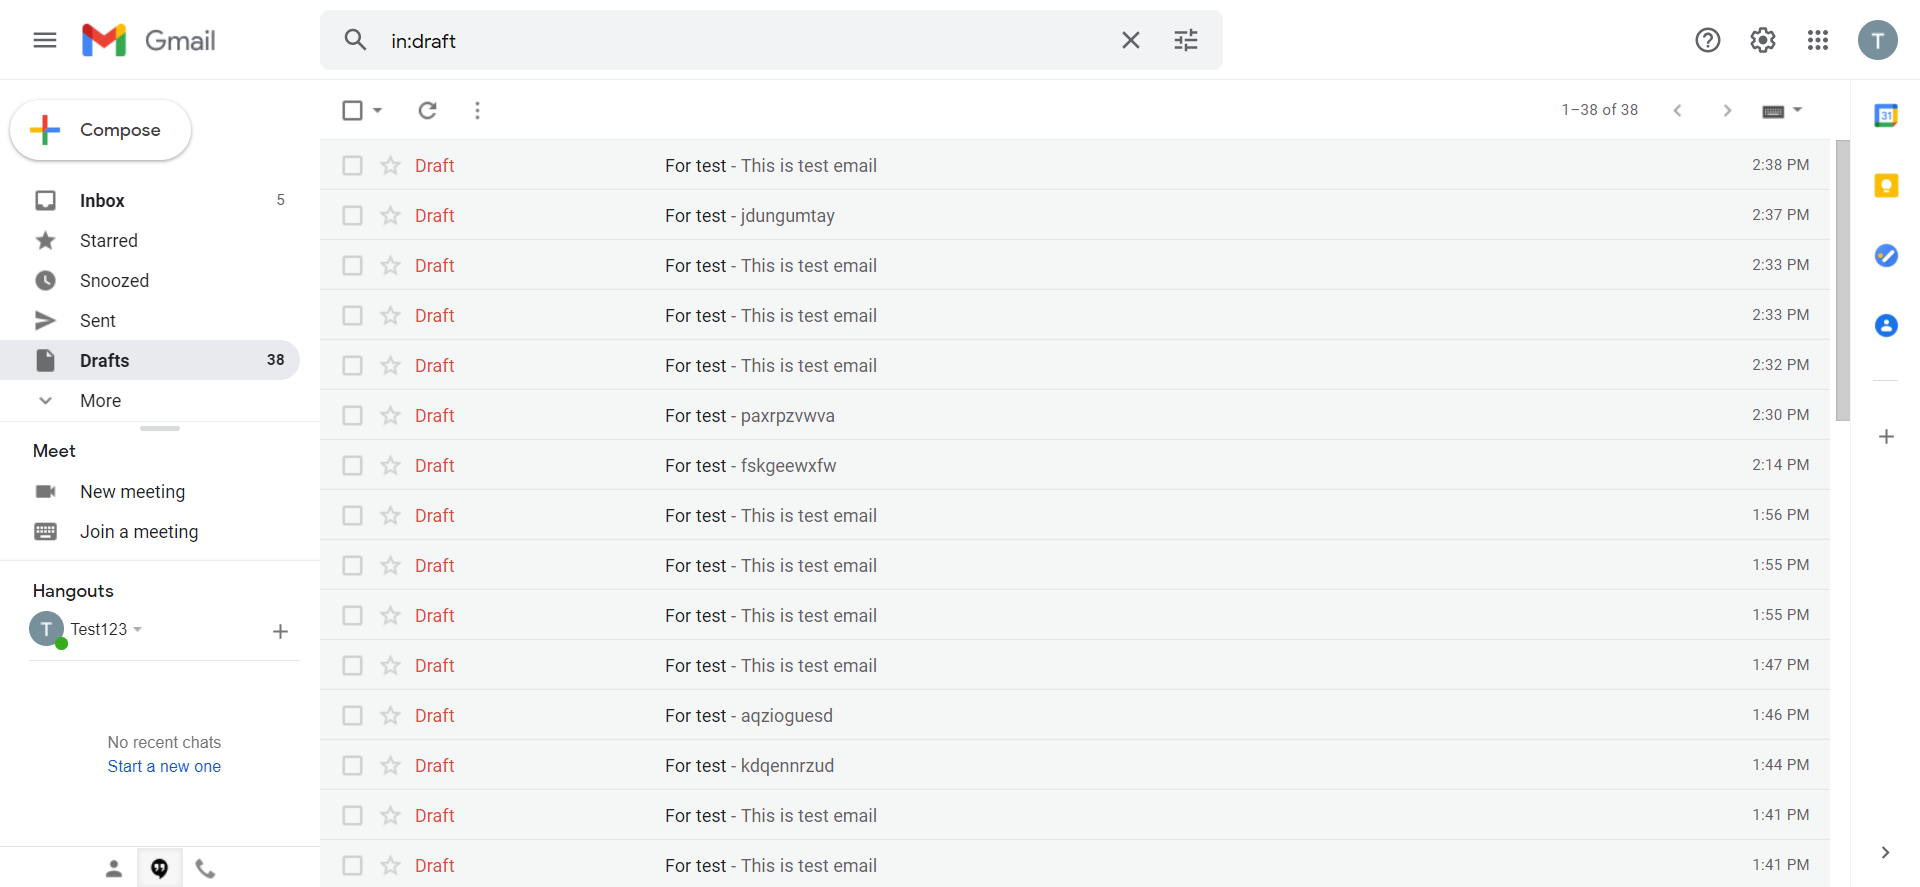 Gmail
in:draft
T
Compose
1–38 of 38
31
Inbox 5
Starred
Snoozed
Sent
Drafts 38
More
Meet
New meeting
Join a meeting
Hangouts
T Test123
No recent chats
Start a new one
Draft For test - This is test email 2:38 PM
Draft For test - jdungumtay 2:37 PM
Draft For test - This is test email 2:33 PM
Draft For test - This is test email 2:33 PM
Draft For test - This is test email 2:32 PM
Draft For test - paxrpzvwva 2:30 PM
Draft For test - fskgeewxfw 2:14 PM
Draft For test - This is test email 1:56 PM
Draft For test - This is test email 1:55 PM
Draft For test - This is test email 1:55 PM
Draft For test - This is test email 1:47 PM
Draft For test - aqzioguesd 1:46 PM
Draft For test - kdqennrzud 1:44 PM
Draft For test - This is test email 1:41 PM
Draft For test - This is test email 1:41 PM